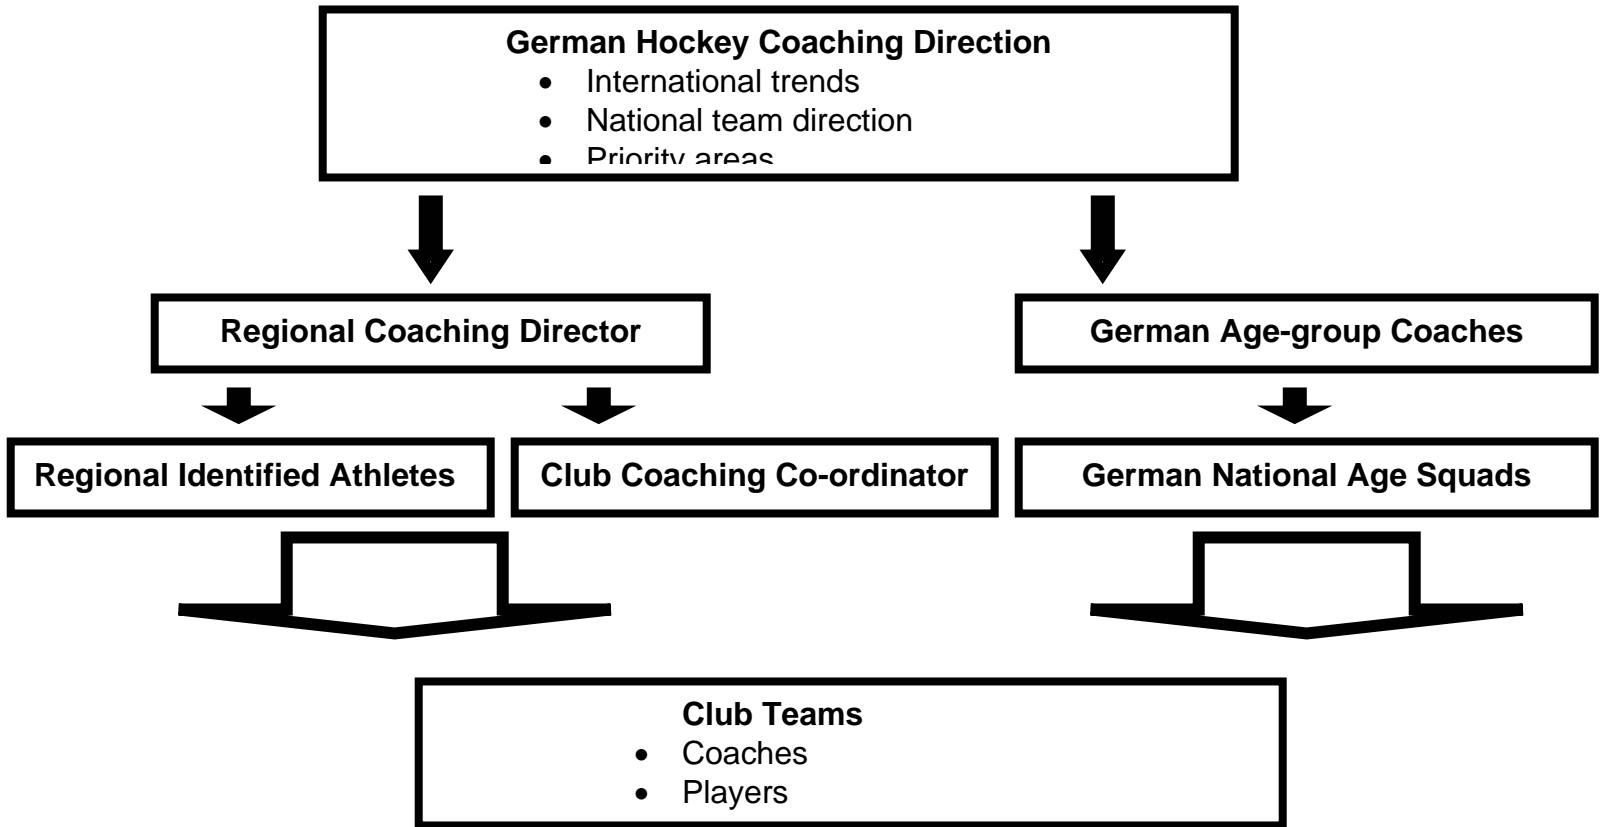 German Hockey Coaching Direction
• International trends
• National team direction
• Priority areas
Regional Coaching Director
German Age-group Coaches
Regional Identified Athletes
Club Coaching Co-ordinator
German National Age Squads
Club Teams
• Coaches
• Players